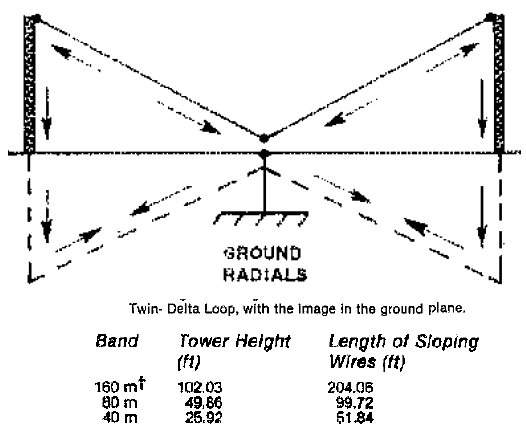 GROUND
RADIALS
Twin- Delta Loop, with the Image in the ground plane.
Band Tower Height (ft) Length of Sloping Wires (ft)
160 m† 102.03 204.06
80 m 49.86 99.72
40 m 25.92 51.84